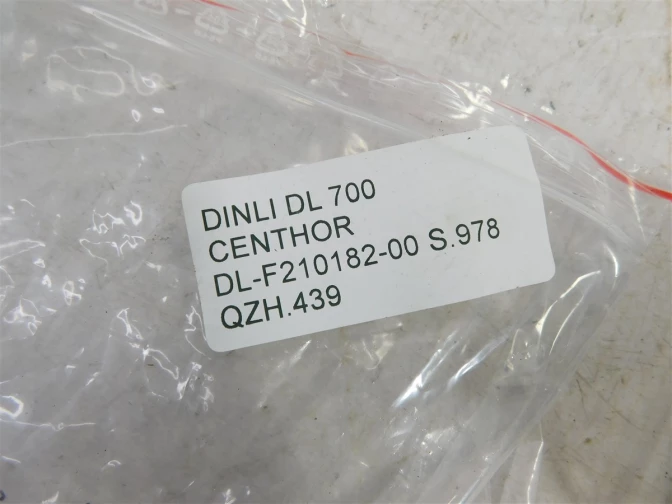 DINLI DL 700
CENTHOR
DL-F210182-00 S.978
QZH.439